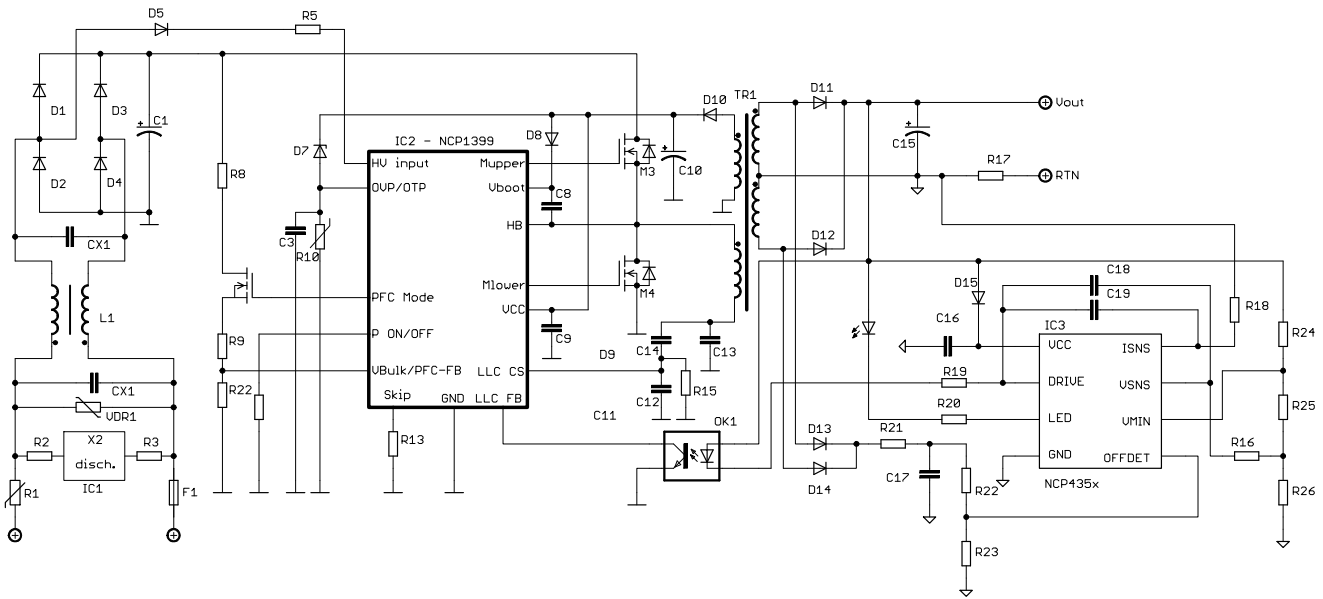 D5
R5
D1
D3
C1
D2
D4
CX1
L1
CX1
VDR1
R2
X2
disch.
R3
IC1
R1
F1
R8
R9
R22
D7
C3
R10
IC2 - NCP1399
HV input
OVP/OTP
PFC Mode
P ON/OFF
VBulk/PFC-FB
Skip
GND
LLC FB
Mupper
Vboot
HB
Mlower
VCC
LLC CS
R13
D8
C8
C9
M3
M4
C10
D10
TR1
D9
C14
C13
C12
R15
C11
OK1
D11
D12
C15
Vout
R17
RTN
D15
C18
C19
R18
C16
IC3
VCC
DRIVE
LED
GND
ISNS
VSNS
VMIN
OFFDET
NCP435x
R19
R20
D13
D14
R21
C17
R22
R23
R16
R24
R25
R26